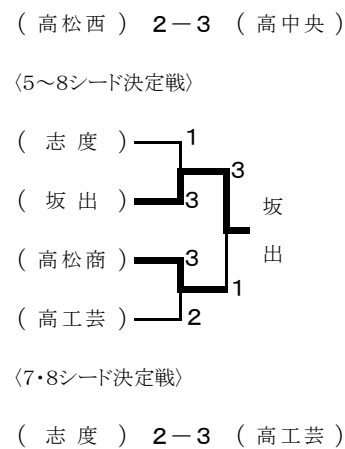 ( 高松西 ) 2－3 ( 高中央 )
〈5～8シード決定戦〉
( 志 度 ) 1
3
( 坂 出 ) 3
坂出
( 高松商 ) 3
1
( 高工芸 ) 2
〈7・8シード決定戦〉
( 志 度 ) 2－3 ( 高工芸 )